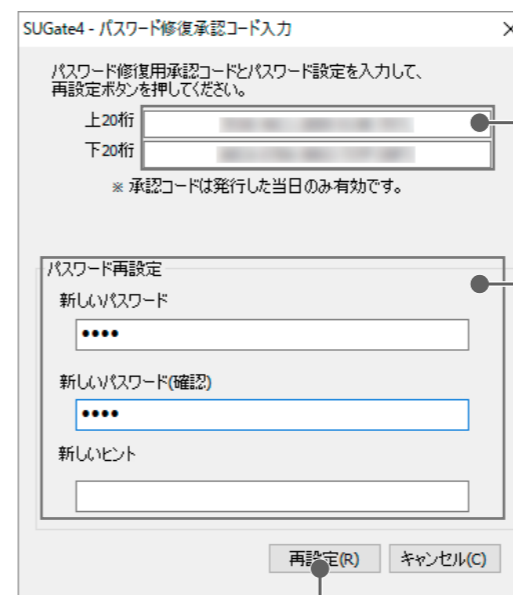 SUGate4 - パスワード修復承認コード入力
パスワード修復用承認コードとパスワード設定を入力して、
再設定ボタンを押してください。
上20桁
下20桁
※ 承認コードは発行した当日のみ有効です。
パスワード再設定
新しいパスワード
••••
新しいパスワード(確認)
••••
新しいヒント
再設定(R) キャンセル(C)